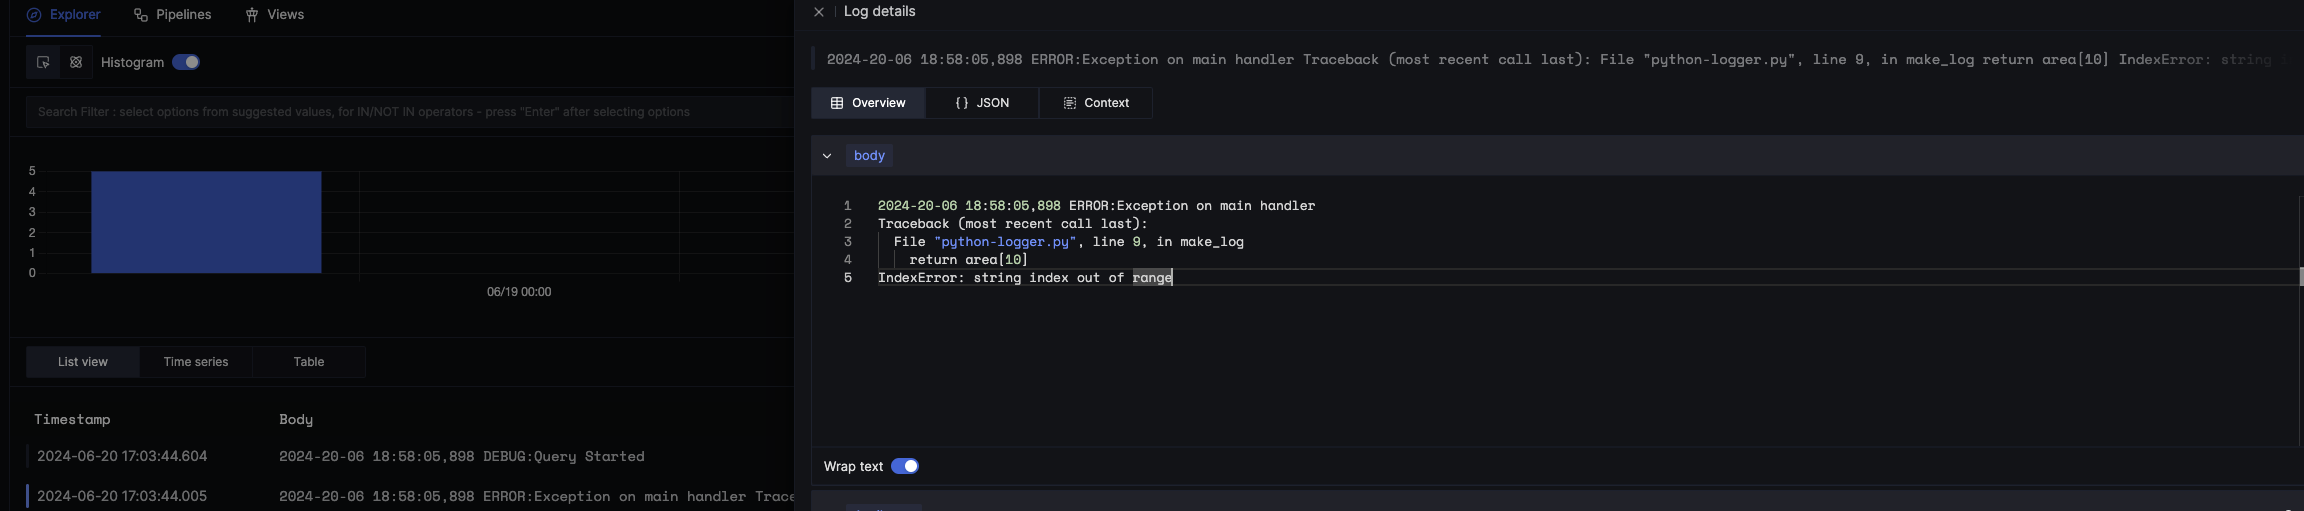 Explorer
Pipelines
Views
Histogram
Search Filter : select options from suggested values, for IN/NOT IN operators - press "Enter" after selecting options
5
4
3
2
1
0
06/19 00:00
List view
Time series
Table
Timestamp
Body
2024-06-20 17:03:44.604
2024-20-06 18:58:05,898 DEBUG:Query Started
2024-06-20 17:03:44.005
2024-20-06 18:58:05,898 ERROR:Exception on main handler Trace
Log details
2024-20-06 18:58:05,898 ERROR:Exception on main handler Traceback (most recent call last): File "python-logger.py", line 9, in make_log return area[10] IndexError: string i
Overview
{} JSON
Context
body
1 2024-20-06 18:58:05,898 ERROR:Exception on main handler
2 Traceback (most recent call last):
3 File "python-logger.py", line 9, in make_log
4 return area[10]
5 IndexError: string index out of range
Wrap text